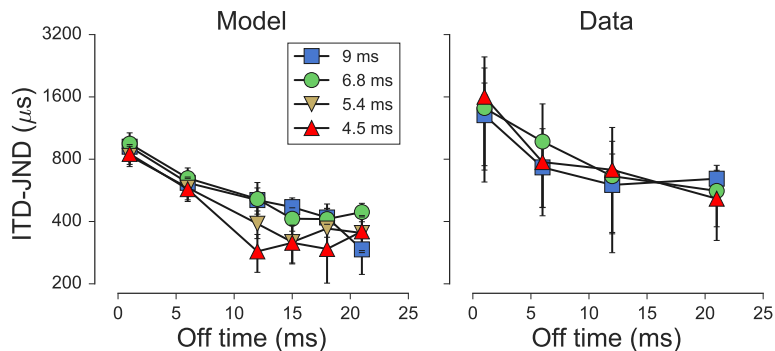 Model
Data
ITD-JND (μs)
3200
1600
800
400
200
9 ms
6.8 ms
5.4 ms
4.5 ms
0 5 10 15 20 25
0 5 10 15 20 25
Off time (ms)
Off time (ms)